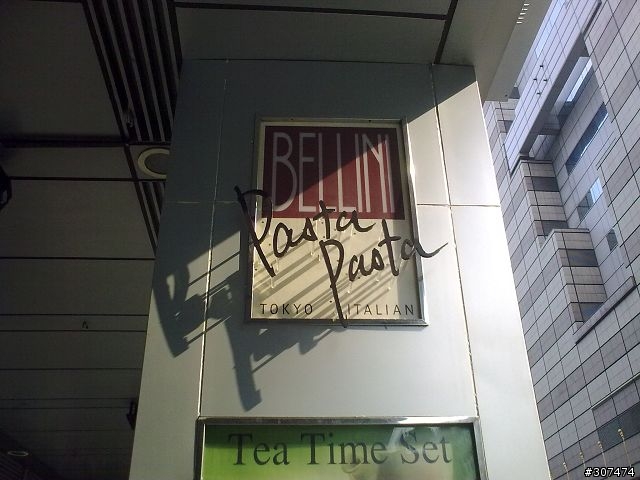 BELLINI
Pasta
Pasta
TOKYO ITALIAN
Tea Time Set
#307474